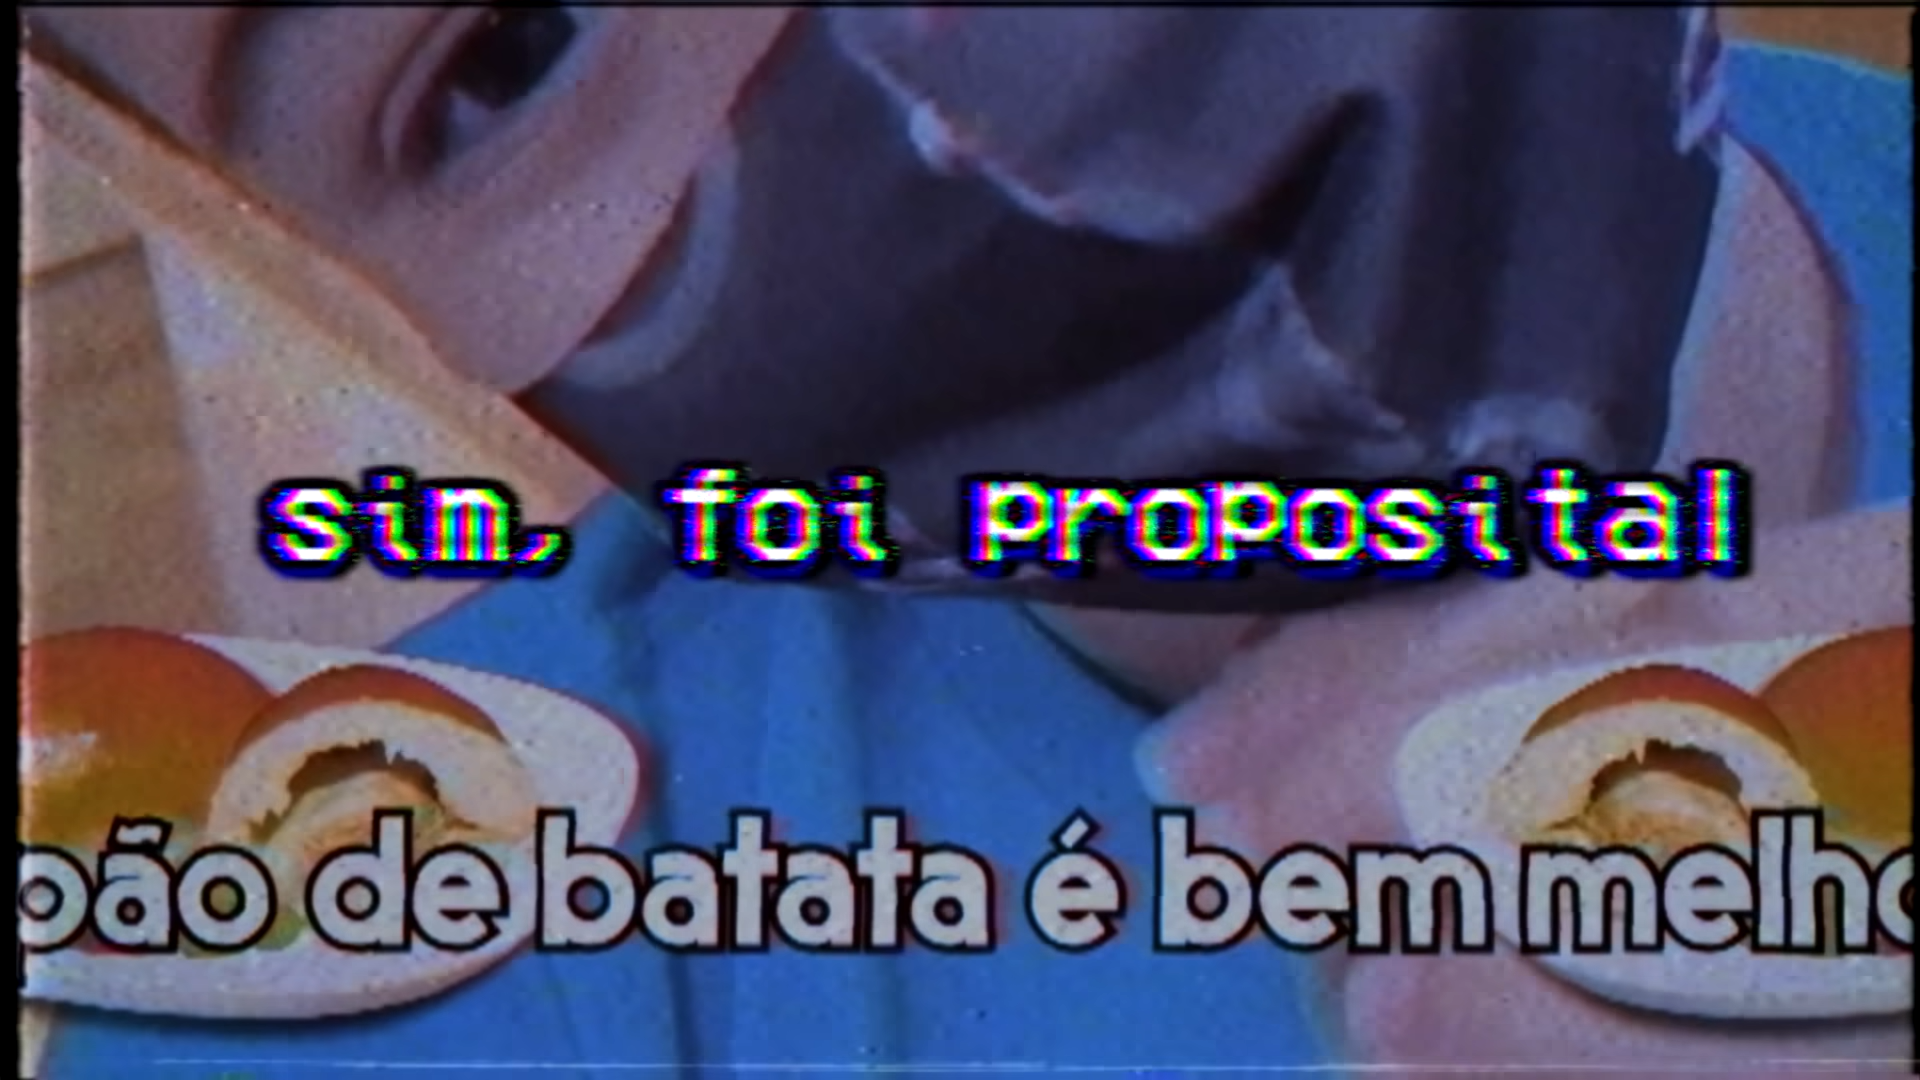 sim, foi proposital
pão de batata é bem melho